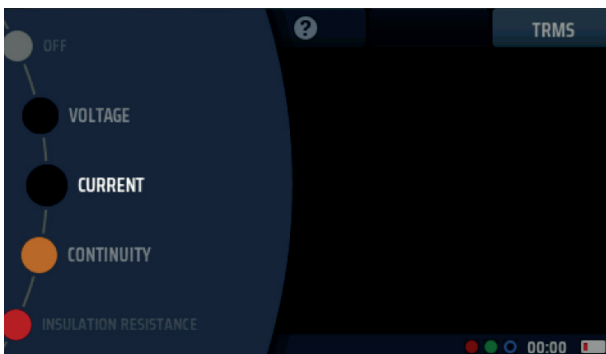 OFF
? TRMS
VOLTAGE
CURRENT
CONTINUITY
INSULATION RESISTANCE
00:00